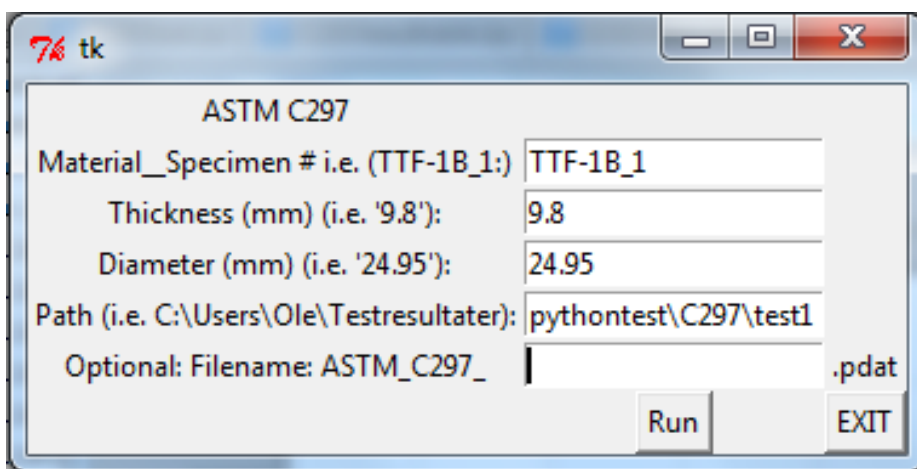 tk
ASTM C297
Material__Specimen # i.e. (TTF-1B_1:) TTF-1B_1
Thickness (mm) (i.e. '9.8'): 9.8
Diameter (mm) (i.e. '24.95'): 24.95
Path (i.e. C:\Users\Ole\Testresultater): pythontest\C297\test1
Optional: Filename: ASTM_C297_ .pdat
Run EXIT